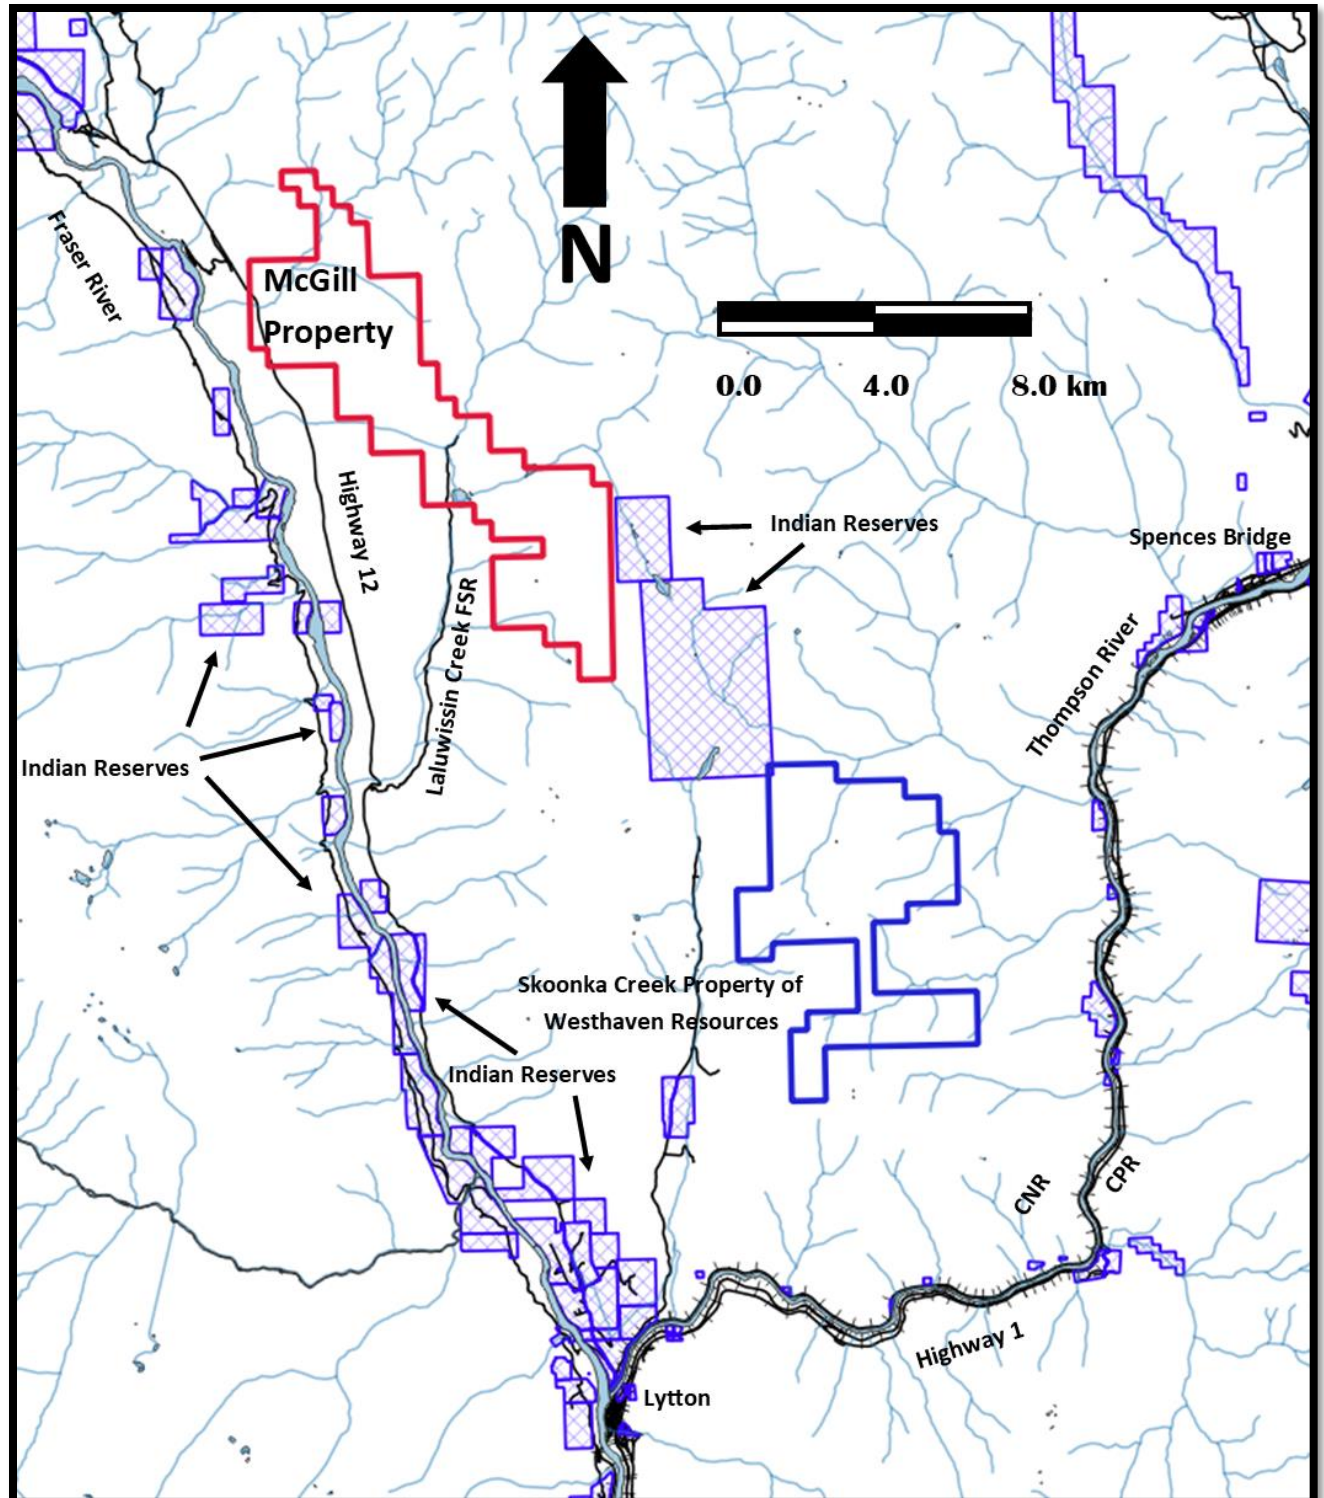 Fraser River
McGill
Property
N
0.0 4.0 8.0 km
Highway 12
Laluwissin Creek FSR
Indian Reserves
Spences Bridge
Thompson River
Indian Reserves
Skoonka Creek Property of
Westhaven Resources
Indian Reserves
CNR
CPR
Highway 1
Lytton